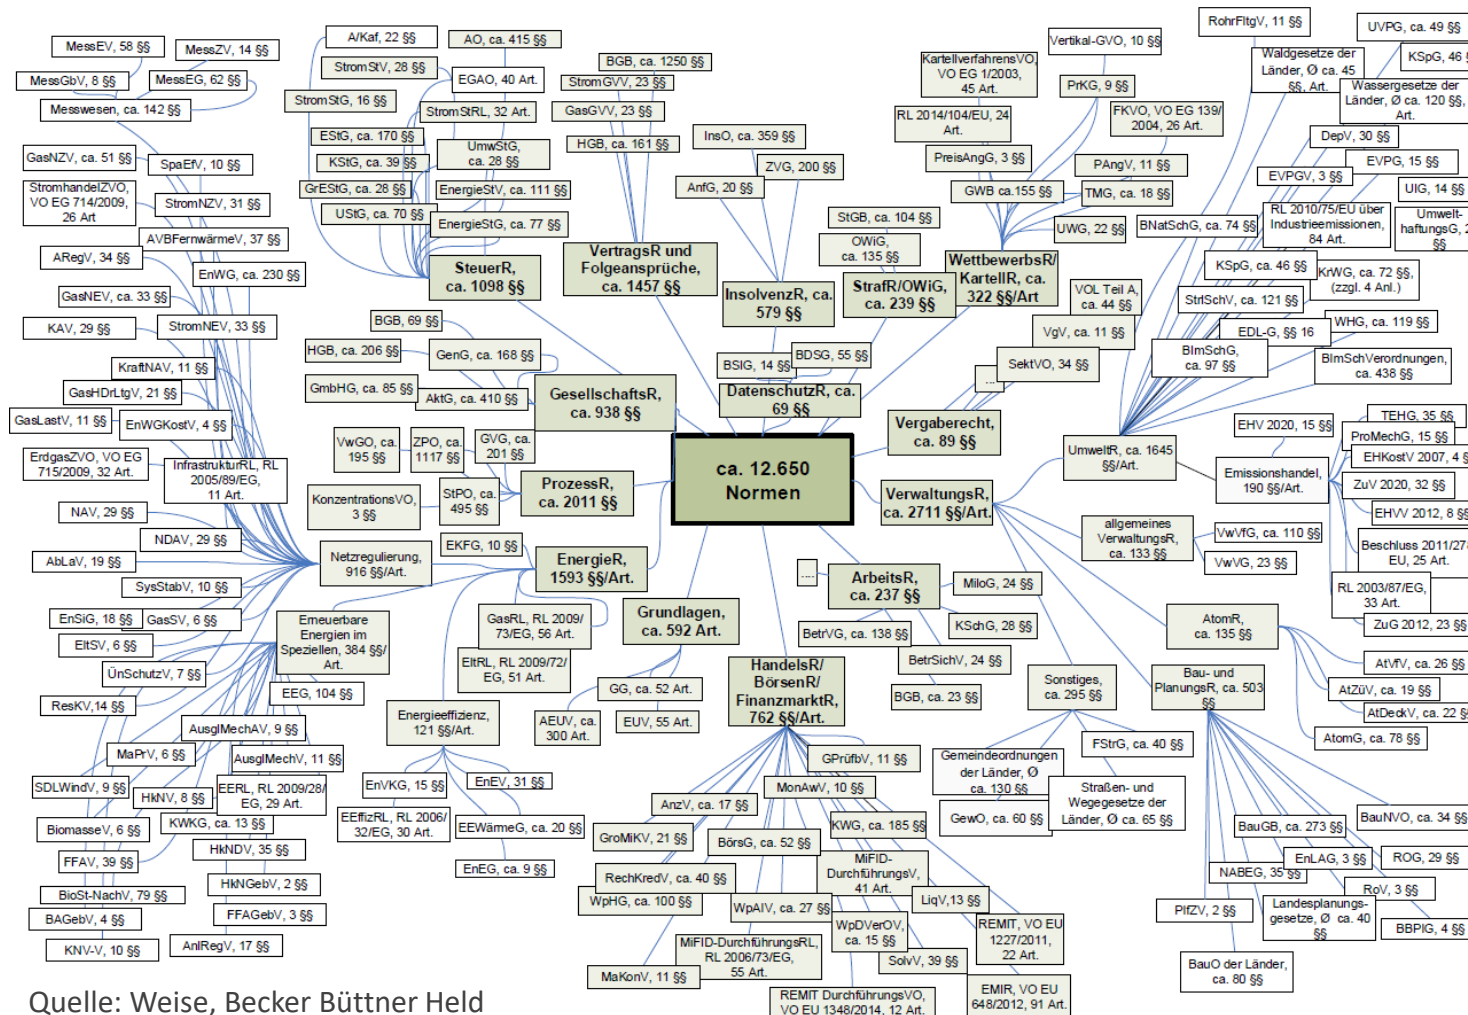 MessEV, 58 §§
MessZV, 14 §§
MessGbV, 8 §§
MessEG, 62 §§
Messwesen, ca. 142 §§
GasNZV, ca. 51 §§
SpaEfV, 10 §§
StromhandelZVO,
VO EG 714/2009,
26 Art
StromNZV, 31 §§
AVBFernwärmeV, 37 §§
ARegV, 34 §§
EnWG, ca. 230 §§
GasNEV, ca. 33 §§
KAV, 29 §§
StromNEV, 33 §§
KraftNAV, 11 §§
GasHDrLtgV, 21 §§
GasLastV, 11 §§
EnWGKostV, 4 §§
ErdgasZVO, VO EG
715/2009, 32 Art.
InfrastrukturRL, RL
2005/89/EG,
11 Art.
NAV, 29 §§
NDAV, 29 §§
AbLaV, 19 §§
SysStabV, 10 §§
EnSiG, 18 §§
GasSV, 6 §§
EltSV, 6 §§
Netzregulierung,
916 §§/Art.
A/Kaf, 22 §§
AO, ca. 415 §§
StromStV, 28 §§
EGAO, 40 Art.
StromStG, 16 §§
StromStRL, 32 Art.
EStG, ca. 170 §§
UmwStG,
ca. 28 §§
KStG, ca. 39 §§
GrEStG, ca. 28 §§
EnergieStV, ca. 111 §§
UStG, ca. 70 §§
EnergieStG, ca. 77 §§
SteuerR,
ca. 1098 §§
BGB, ca. 1250 §§
StromGVV, 23 §§
GasGVV, 23 §§
HGB, ca. 161 §§
VertragsR und
Folgeansprüche,
ca. 1457 §§
InsO, ca. 359 §§
ZVG, 200 §§
AnfG, 20 §§
InsolvenzR, ca.
579 §§
StGB, ca. 104 §§
OWiG,
ca. 135 §§
StrafR/OWiG,
ca. 239 §§
Vertikal-GVO, 10 §§
KartellverfahrensVO,
VO EG 1/2003,
45 Art.
PrKG, 9 §§
RL 2014/104/EU, 24
Art.
FKVO, VO EG 139/
2004, 26 Art.
PreisAngG, 3 §§
PAngV, 11 §§
GWB ca.155 §§
TMG, ca. 18 §§
UWG, 22 §§
WettbewerbsR/
KartellR, ca.
322 §§/Art
VOL Teil A,
ca. 44 §§
VgV, ca. 11 §§
SektVO, 34 §§
...
Vergaberecht,
ca. 89 §§
BSIG, 14 §§
BDSG, 55 §§
DatenschutzR, ca.
69 §§
BGB, 69 §§
HGB, ca. 206 §§
GenG, ca. 168 §§
GmbHG, ca. 85 §§
AktG, ca. 410 §§
GesellschaftsR,
ca. 938 §§
VwGO, ca.
195 §§
ZPO, ca.
1117 §§
GVG, ca.
201 §§
KonzentrationsVO,
3 §§
StPO, ca.
495 §§
ProzessR,
ca. 2011 §§
ca. 12.650
Normen
RohrFltgV, 11 §§
UVPG, ca. 49 §§
Waldgesetze der
Länder, Ø ca. 45
§§, Art.
KSpG, 46
Wassergesetze der
Länder, Ø ca. 120 §§,
Art.
DepV, 30 §§
EVPG, 15 §§
EVPGV, 3 §§
UIG, 14 §§
BNatSchG, ca. 74 §§
RL 2010/75/EU über
Industrieemissionen,
84 Art.
Umwelt-
haftungsG, 2
§§
KSpG, ca. 46 §§
KrWG, ca. 72 §§,
(zzgl. 4 Anl.)
StrlSchV, ca. 121 §§
EDL-G, §§ 16
WHG, ca. 119 §§
BImSchG,
ca. 97 §§
BImSchVerordnungen,
ca. 438 §§
UmweltR, ca. 1645
§§/Art.
TEHG, 35 §§
EHV 2020, 15 §§
ProMechG, 15 §§
EHKostV 2007, 4 §§
Emissionshandel,
190 §§/Art.
ZuV 2020, 32 §§
EHVV 2012, 8 §§
Beschluss 2011/278/
EU, 25 Art.
RL 2003/87/EG,
33 Art.
ZuG 2012, 23 §§
VerwaltungsR,
ca. 2711 §§/Art.
allgemeines
VerwaltungsR,
ca. 133 §§
VwVfG, ca. 110 §§
VwVG, 23 §§
AtomR,
ca. 135 §§
AtVfV, ca. 26 §§
AtZüV, ca. 19 §§
AtDeckV, ca. 22 §§
AtomG, ca. 78 §§
Bau- und
PlanungsR, ca. 503
§§
BauNVO, ca. 34 §§
BauGB, ca. 273 §§
EnLAG, 3 §§
ROG, 29 §§
NABEG, 35 §§
RoV, 3 §§
PlfZV, 2 §§
Landesplanungs-
gesetze, Ø ca. 40
§§
BBPlG, 4 §§
BauO der Länder,
ca. 80 §§
Sonstiges,
ca. 295 §§
Gemeindeordnungen
der Länder, Ø
ca. 130 §§
FStrG, ca. 40 §§
GewO, ca. 60 §§
Straßen- und
Wegegesetze der
Länder, Ø ca. 65 §§
....
ArbeitsR,
ca. 237 §§
MiloG, 24 §§
BetrVG, ca. 138 §§
KSchG, 28 §§
BetrSichV, 24 §§
BGB, ca. 23 §§
EKFG, 10 §§
EnergieR,
1593 §§/Art.
GasRL, RL 2009/
73/EG, 56 Art.
EltRL, RL 2009/72/
EG, 51 Art.
Grundlagen,
ca. 592 Art.
GG, ca. 52 Art.
AEUV, ca.
300 Art.
EUV, 55 Art.
Erneuerbare
Energien im
Speziellen, 384 §§/
Art.
ÜnSchutzV, 7 §§
EEG, 104 §§
ResKV,14 §§
AusglMechAV, 9 §§
MaPrV, 6 §§
AusglMechV, 11 §§
SDLWindV, 9 §§
HkNV, 8 §§
EERL, RL 2009/28/
EG, 29 Art.
BiomasseV, 6 §§
KWKG, ca. 13 §§
FFAV, 39 §§
HkNDV, 35 §§
BioSt-NachV, 79 §§
HkNGebV, 2 §§
BAGebV, 4 §§
FFAGebV, 3 §§
KNV-V, 10 §§
AnlRegV, 17 §§
Energieeffizienz,
121 §§/Art.
EnVKG, 15 §§
EnEV, 31 §§
EEffizRL, RL 2006/
32/EG, 30 Art.
EEWärmeG, ca. 20 §§
EnEG, ca. 9 §§
HandelsR/
BörsenR/
FinanzmarktR,
762 §§/Art.
GPrüfbV, 11 §§
MonAwV, 10 §§
AnzV, ca. 17 §§
GroMiKV, 21 §§
BörsG, ca. 52 §§
KWG, ca. 185 §§
RechKredV, ca. 40 §§
MiFID-
DurchführungsV,
41 Art.
WpHG, ca. 100 §§
WpAIV, ca. 27 §§
LiqV,13 §§
WpDVerOV,
ca. 15 §§
REMIT, VO EU
1227/2011,
22 Art.
MiFID-DurchführungsRL,
RL 2006/73/EG,
55 Art.
SolvV, 39 §§
MaKonV, 11 §§
REMIT DurchführungsVO,
VO EU 1348/2014, 12 Art.
EMIR, VO EU
648/2012, 91 Art.
Quelle: Weise, Becker Büttner Held